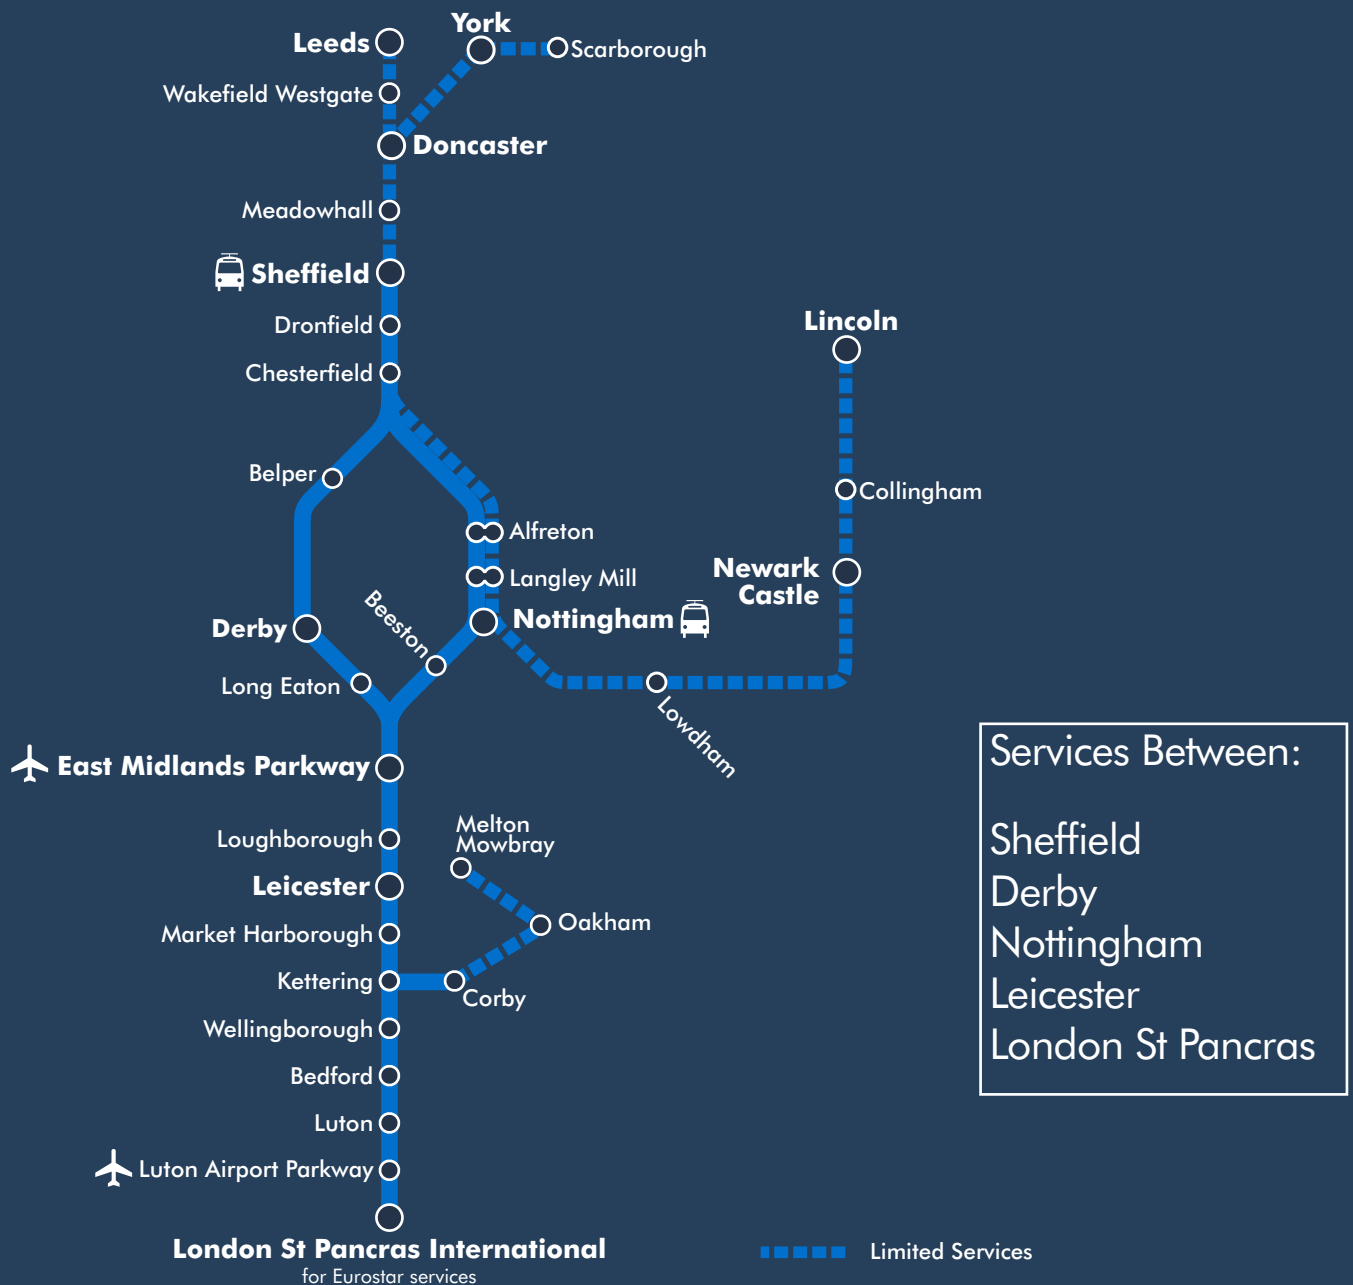 York
Leeds
Scarborough
Wakefield Westgate
Doncaster
Meadowhall
Sheffield
Dronfield
Lincoln
Chesterfield
Belper
Collingham
Alfreton
Newark
Castle
Langley Mill
Beeston
Nottingham
Derby
Long Eaton
Lowdham
East Midlands Parkway
Melton
Mowbray
Loughborough
Leicester
Oakham
Market Harborough
Kettering
Corby
Wellingborough
Bedford
Luton
Luton Airport Parkway
London St Pancras International
for Eurostar services
Services Between:
Sheffield
Derby
Nottingham
Leicester
London St Pancras
Limited Services